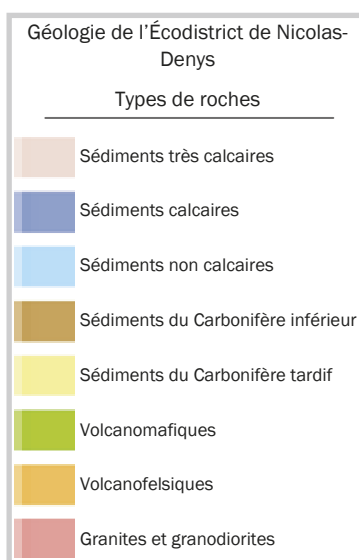 Géologie de l'Écodistrict de Nicolas-
Denys
Types de roches
Sédiments très calcaires
Sédiments calcaires
Sédiments non calcaires
Sédiments du Carbonifère inférieur
Sédiments du Carbonifère tardif
Volcanomafiques
Volcanofelsiques
Granites et granodiorites